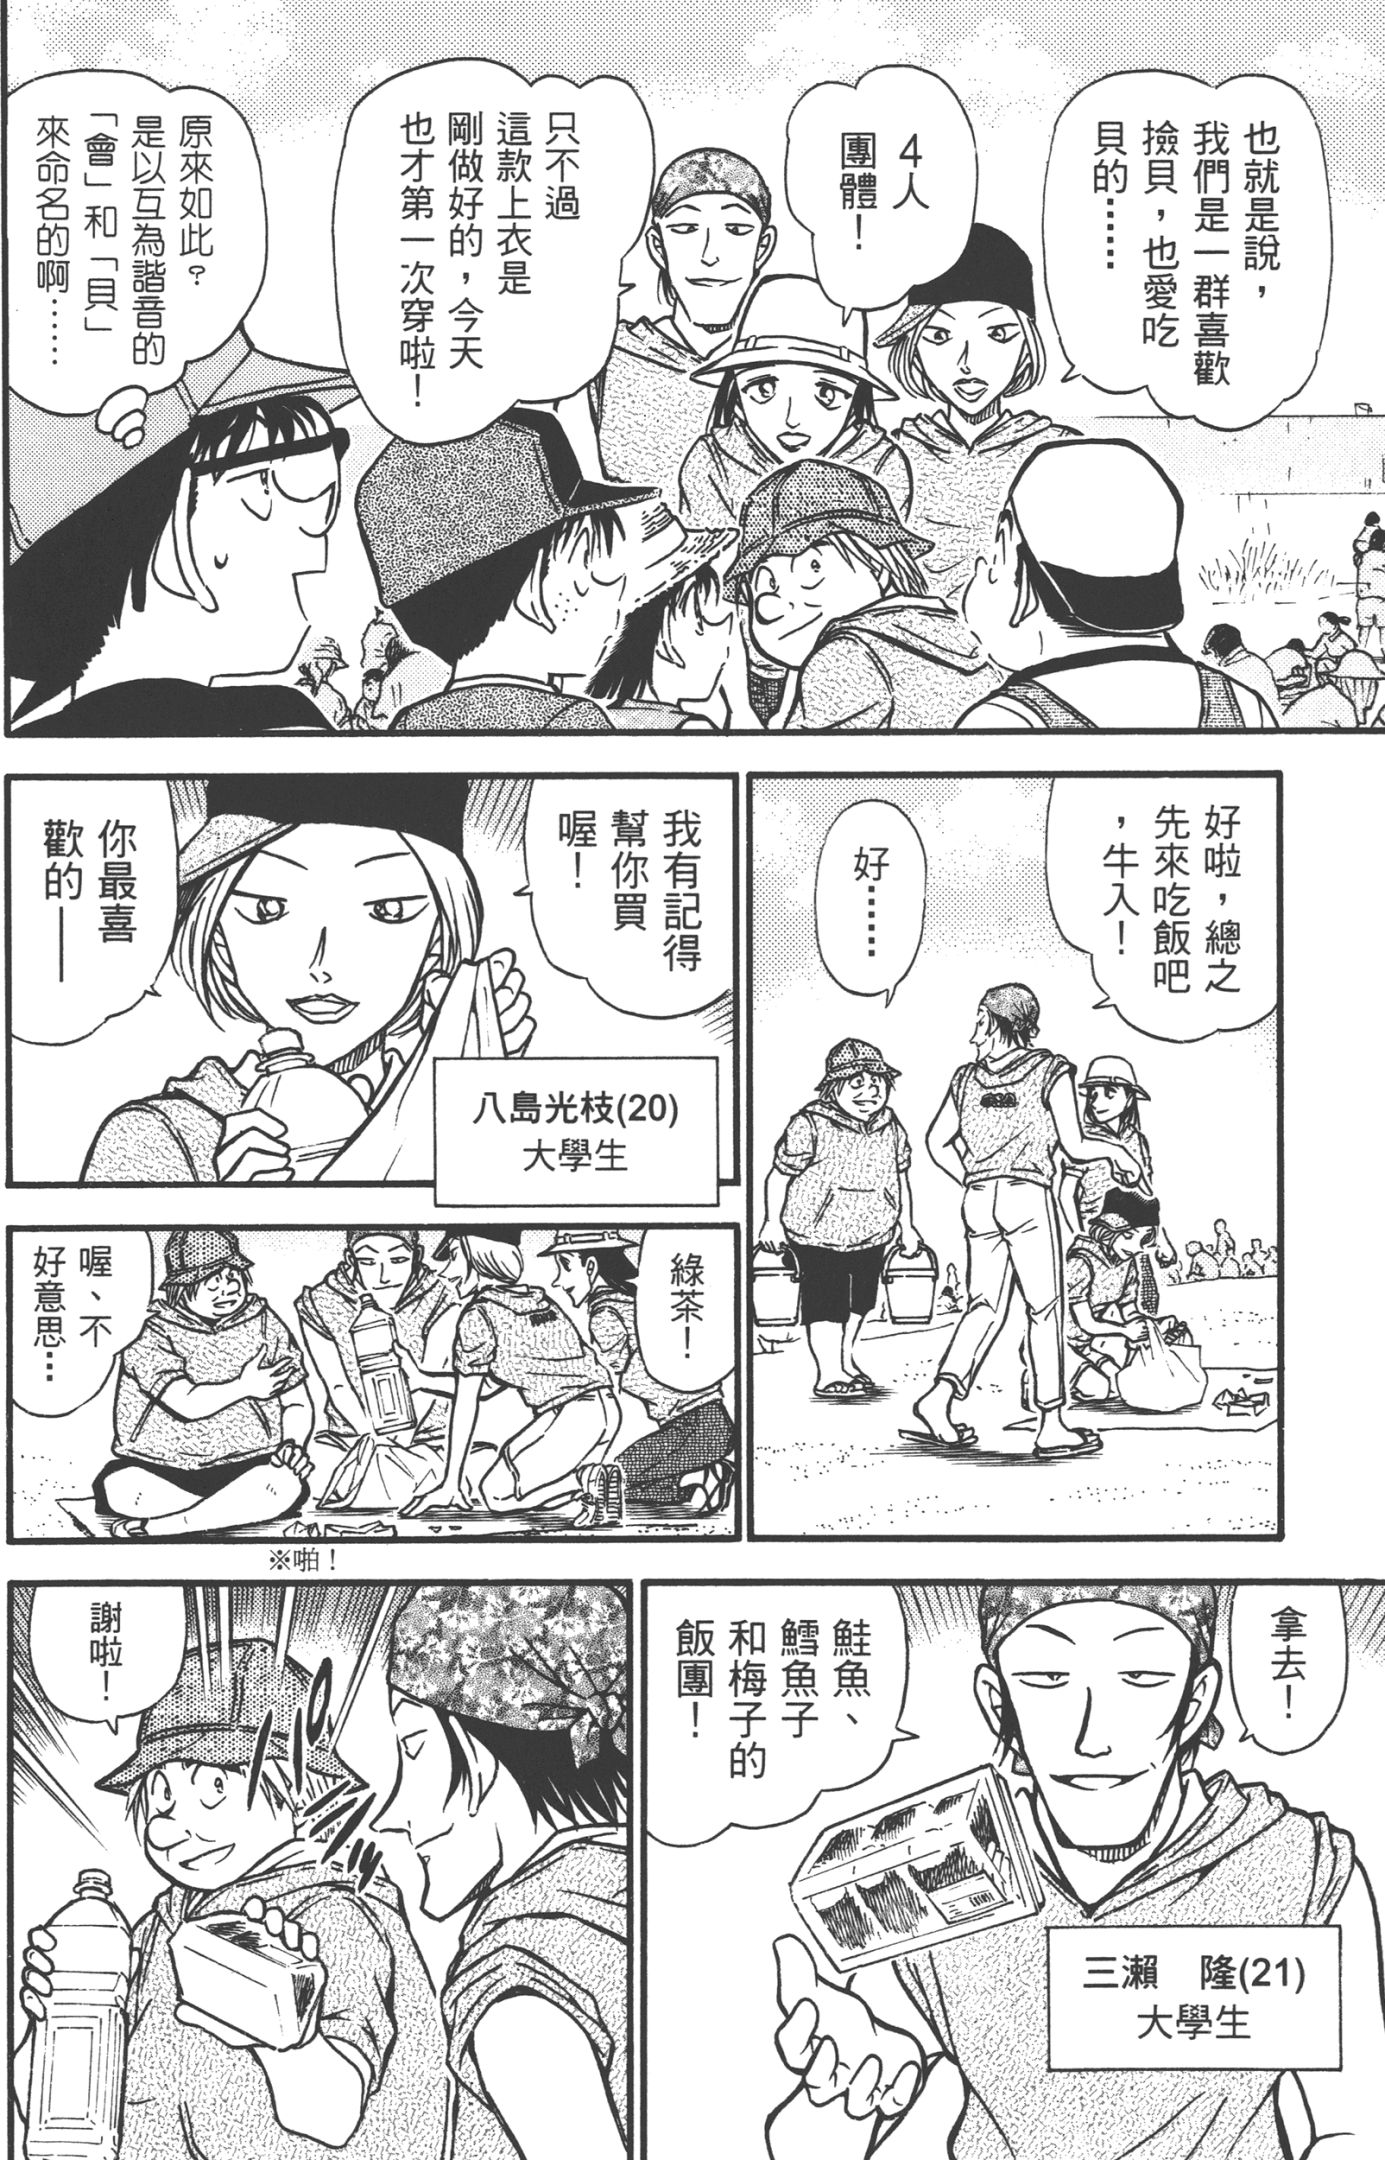 也就是說，
我們是一群喜歡
撿貝，也愛吃
貝的……
4人
團體！
只不過
這款上衣是
剛做好的，今天
也才第一次穿啦！
原來如此？
是以互為諧音的
「會」和「貝」
來命名的啊……
好啦，總之
先來吃飯吧
，牛入！
好……
我有記得
幫你買
喔！
你最喜
歡的——
八島光枝(20)
大學生
綠茶！
喔、不
好意思…
※啪！
拿去！
鮭魚、
鱈魚子
和梅子的
飯團！
三瀨　隆(21)
大學生
謝啦！